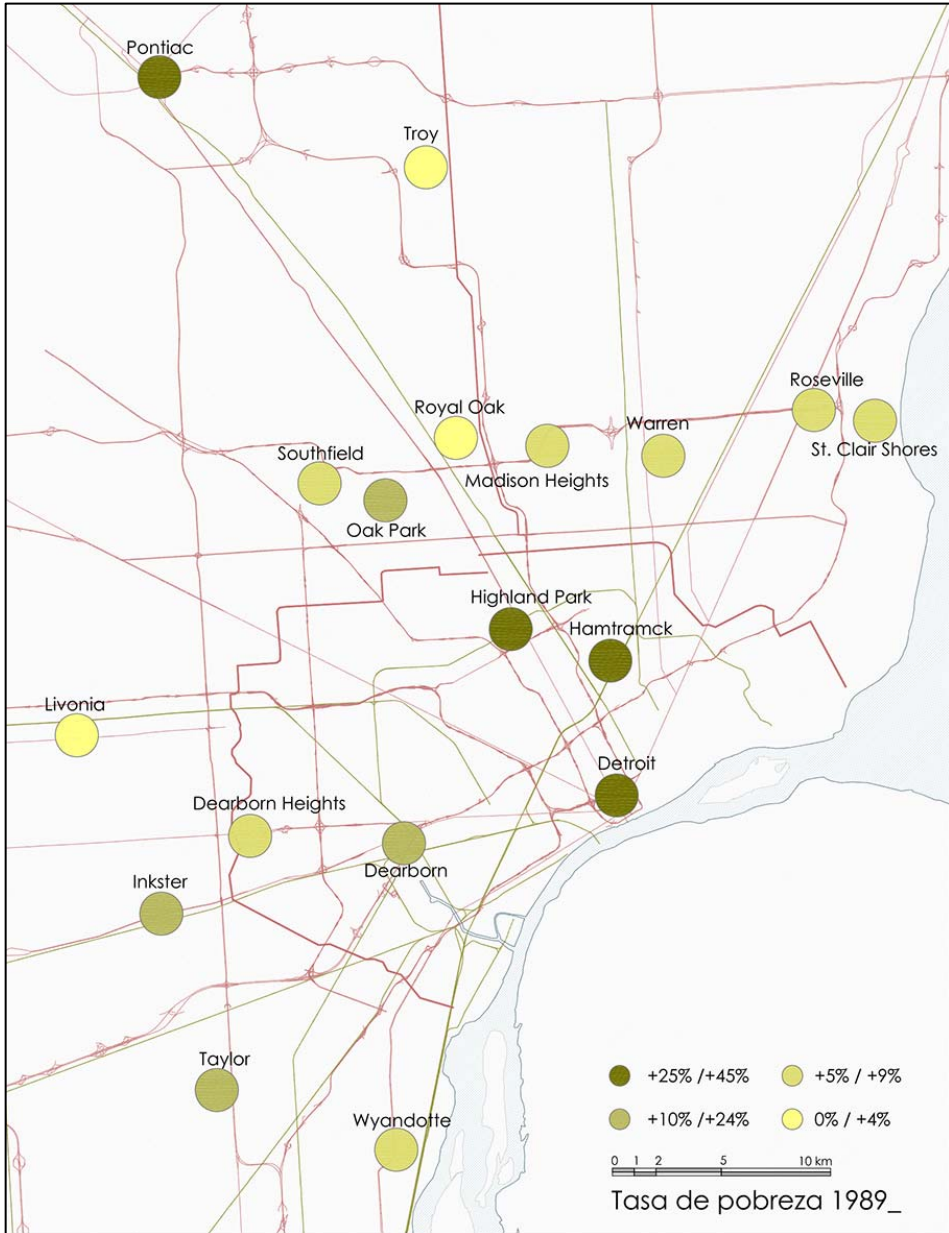 Pontiac
Troy
Roseville
Royal Oak
Warren
St. Clair Shores
Southfield
Madison Heights
Oak Park
Highland Park
Hamtramck
Livonia
Detroit
Dearborn Heights
Dearborn
Inkster
Taylor
Wyandotte
+25% /+45%
+5% /+9%
+10% /+24%
0% / +4%
0 1 2 5 10 km
Tasa de pobreza 1989_